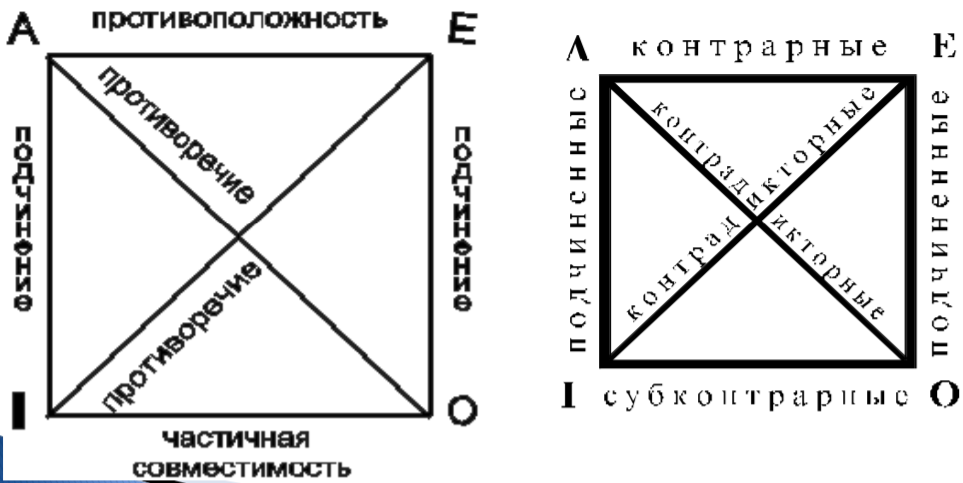 противоположность
A
E
противоречие
подчинение
подчинение
противоречие
I
O
частичная
совместимость
A
контрарные
E
контрадикторные
контрадикторные
подчиненные
подчиненные
I
субконтрарные
O